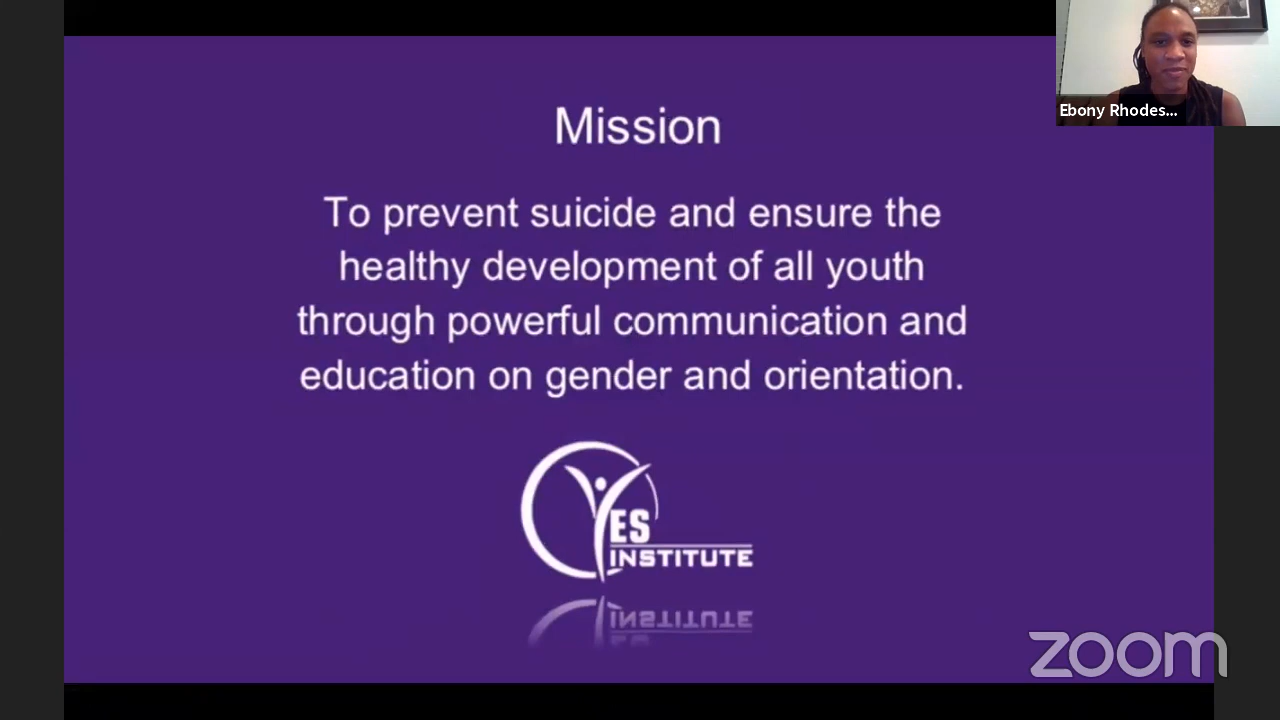 Mission
To prevent suicide and ensure the
healthy development of all youth
through powerful communication and
education on gender and orientation.
YES
INSTITUTE
Ebony Rhodes...
zoom